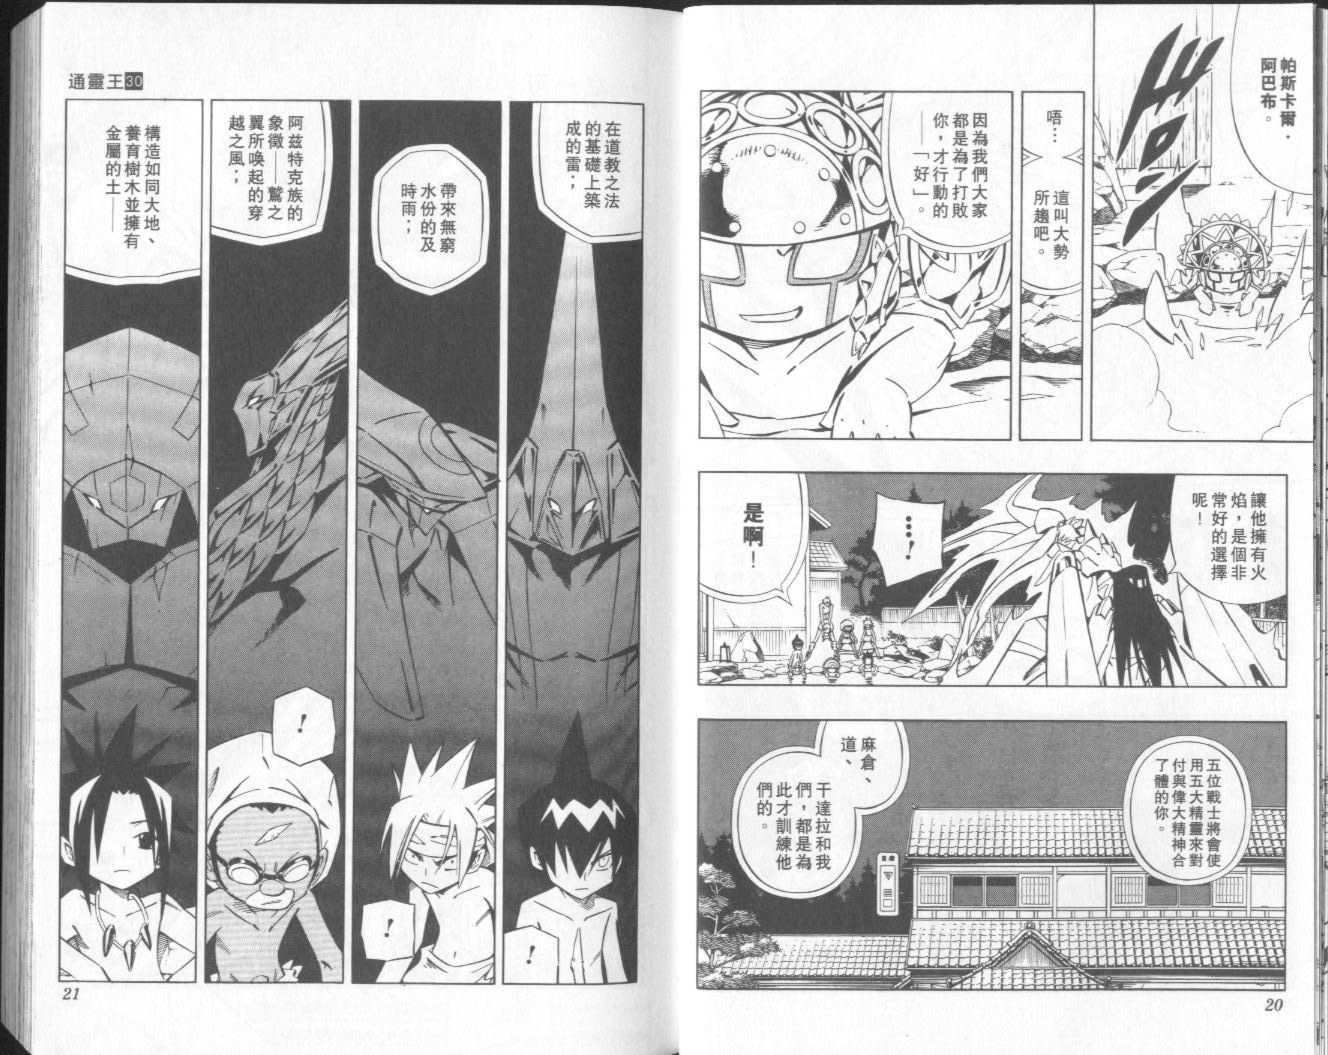 帕斯卡爾．
阿巴布。
唔…
這叫大勢
所趨吧。
因為我們大家
都是為了打敗
你，才行動的
——「好」。
讓他擁有火
焰，是個非
常好的選擇
呢！
…！
是啊！
五位戰士將會使
用五大精靈來對
付與偉大精神合
了體的你。
麻倉、
道、
干達拉和我
們，都是為
此才訓練他
們的。
20
通靈王30
在道教之法
的基礎上築
成的雷；
帶來無窮
水份的及
時雨；
阿茲特克族的
象徵——鷲之
翼所喚起的穿
越之風；
構造如同大地、
養育樹木並擁有
金屬的土——
！
！
！
21